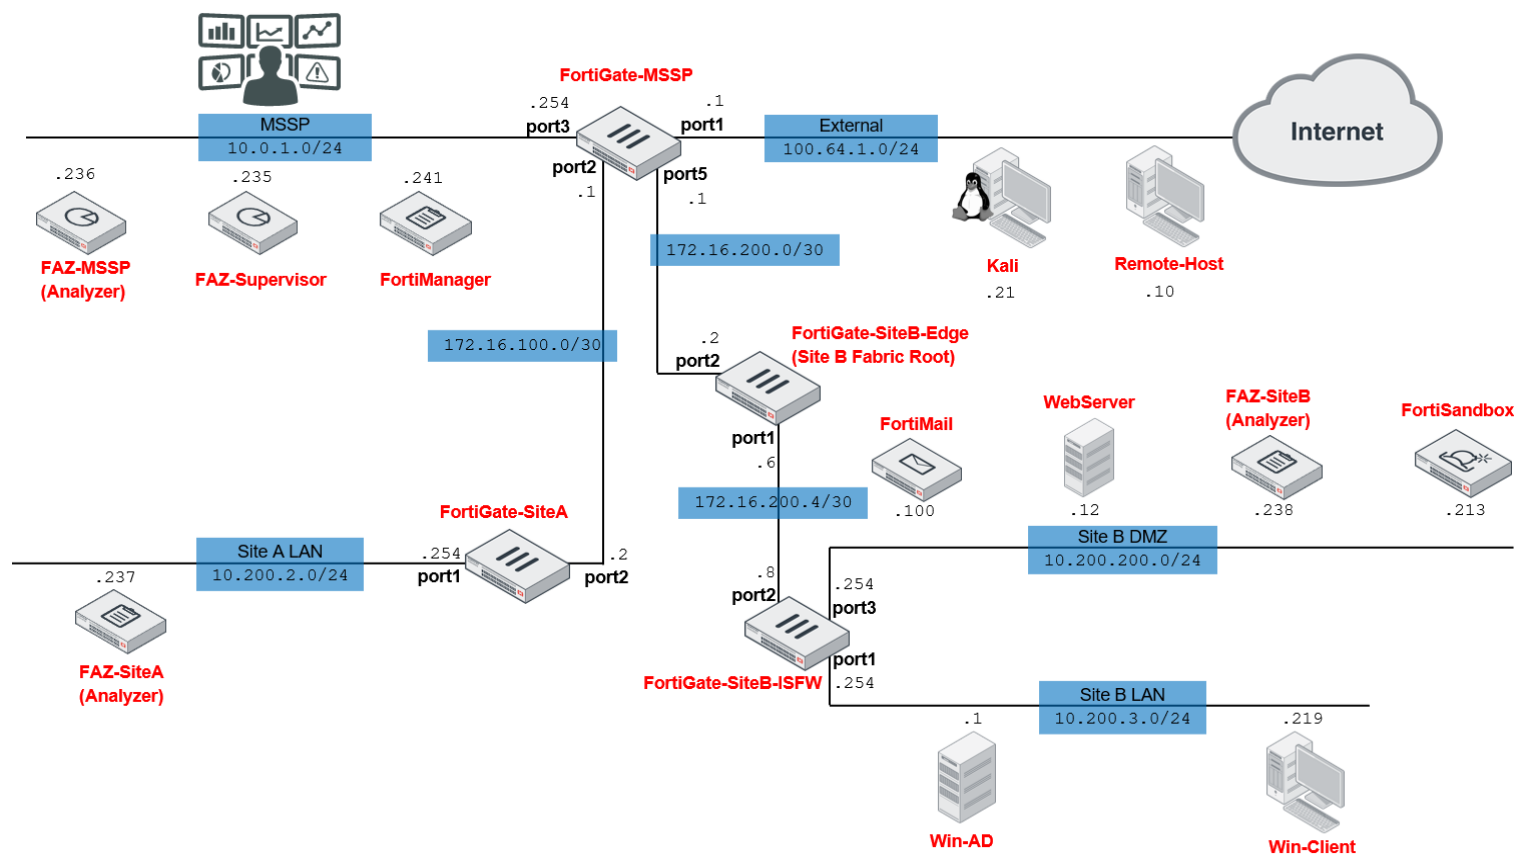 FortiGate-MSSP
.254
port3
.1
port1
MSSP
10.0.1.0/24
External
100.64.1.0/24
Internet
port2
.1
port5
.1
.236
.235
.241
FAZ-MSSP
(Analyzer)
FAZ-Supervisor
FortiManager
172.16.200.0/30
Kali
.21
Remote-Host
.10
172.16.100.0/30
.2
port2
FortiGate-SiteB-Edge
(Site B Fabric Root)
port1
.6
FortiMail
.100
WebServer
.12
FAZ-SiteB
(Analyzer)
.238
FortiSandbox
.213
172.16.200.4/30
FortiGate-SiteA
Site A LAN
10.200.2.0/24
.254
port1
.2
port2
Site B DMZ
10.200.200.0/24
.237
FAZ-SiteA
(Analyzer)
.8
port2
.254
port3
port1
.254
FortiGate-SiteB-ISFW
Site B LAN
10.200.3.0/24
.1
.219
Win-AD
Win-Client